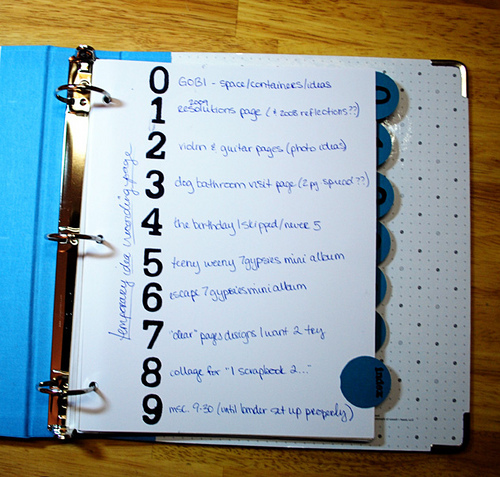 0 GOBI - space/containers/ideas
2009
1 resolutions page (& 2008 reflections??)
2 violin & guitar pages (photo ideas)
3 dog bathroom visit page (2 pg spread??)
4 the birthday I skipped/never 5
5 teeny weeny 7gypsies mini album
6 escape 7gypsies mini album
7 "clear" pages designs I want 2 try
8 collage for "I scrapbook 2..."
9 msc. 9-30 (until binder set up properly)
temporary idea recording page
Index